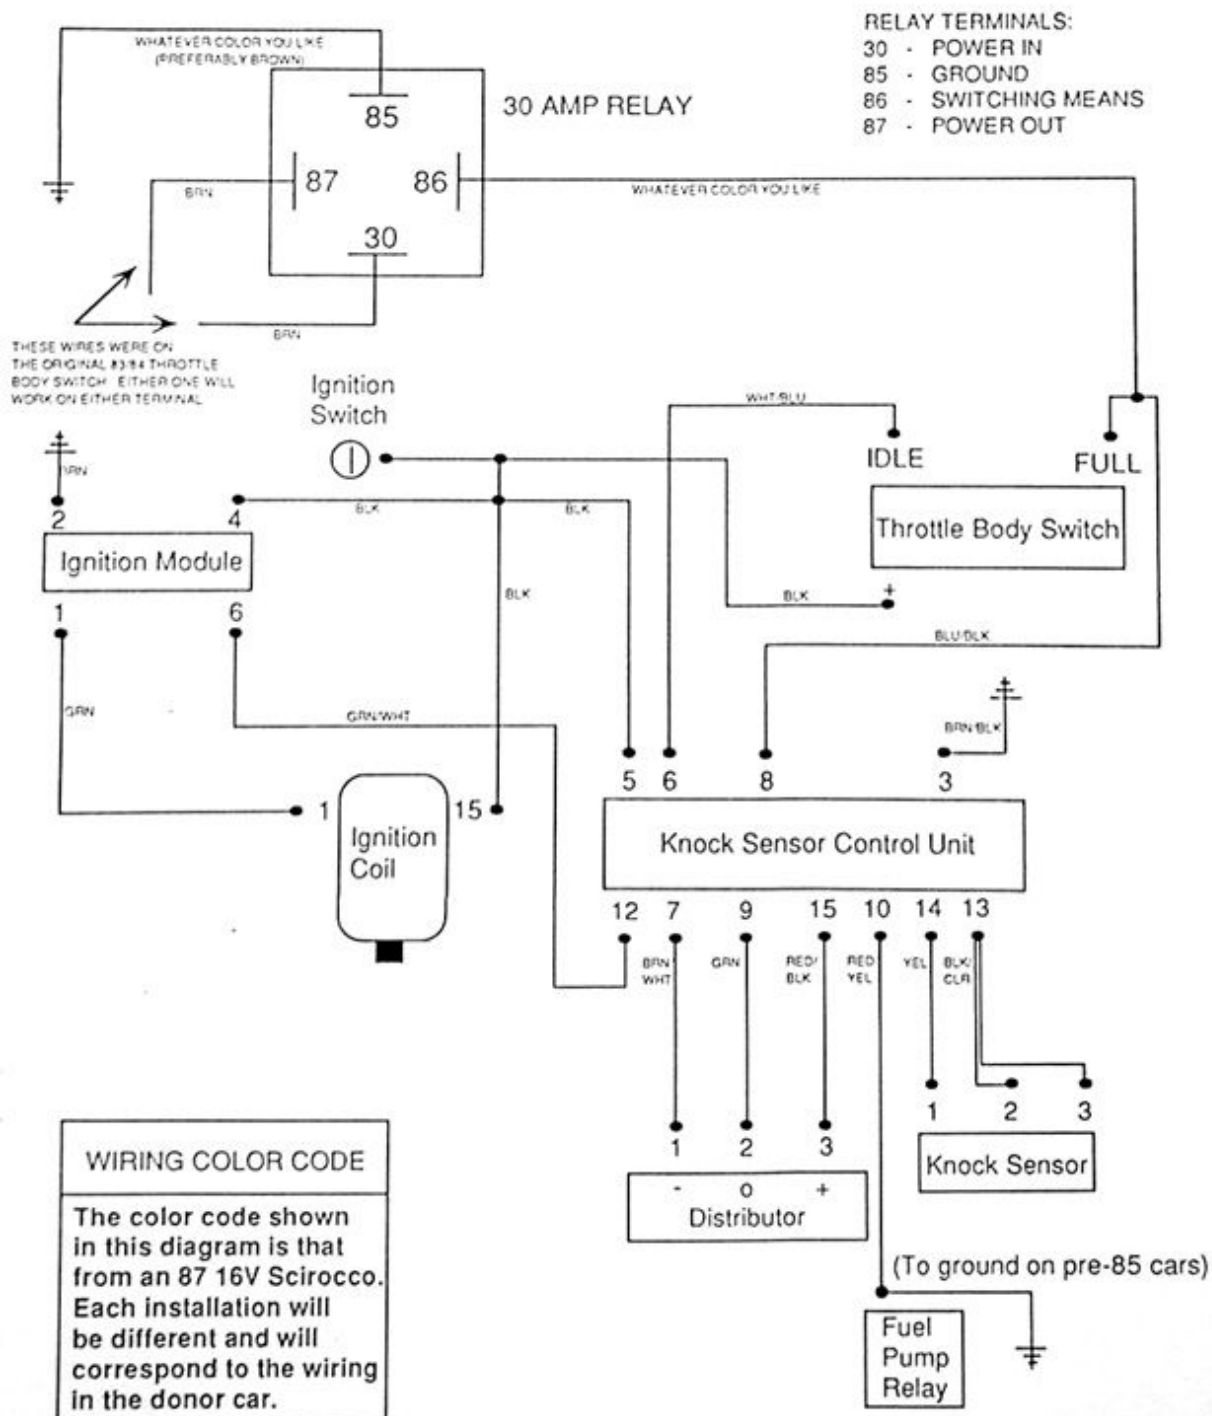 RELAY TERMINALS:
30 - POWER IN
85 - GROUND
86 - SWITCHING MEANS
87 - POWER OUT
WHATEVER COLOR YOU LIKE
(PREFERABLY BROWN)
85
30 AMP RELAY
87
86
30
BRN
WHATEVER COLOR YOU LIKE
BRN
THESE WIRES WERE ON
THE ORIGINAL 83/84 THROTTLE
BODY SWITCH. EITHER ONE WILL
WORK ON EITHER TERMINAL
Ignition
Switch
WHT/BLU
IDLE
FULL
Throttle Body Switch
+
BLK
BLU/BLK
BRN
2
4
BLK
BLK
Ignition Module
1
6
BLK
GRN
GRN/WHT
BRN/BLK
5
6
8
3
1
15
Ignition
Coil
Knock Sensor Control Unit
12
7
9
15
10
14
13
BRN
WHT
GRN
RED/
BLK
RED
YEL
YEL
BLK/
CLR
1
2
3
Knock Sensor
1
2
3
- O +
Distributor
(To ground on pre-85 cars)
Fuel
Pump
Relay
WIRING COLOR CODE
The color code shown
in this diagram is that
from an 87 16V Scirocco.
Each installation will
be different and will
correspond to the wiring
in the donor car.